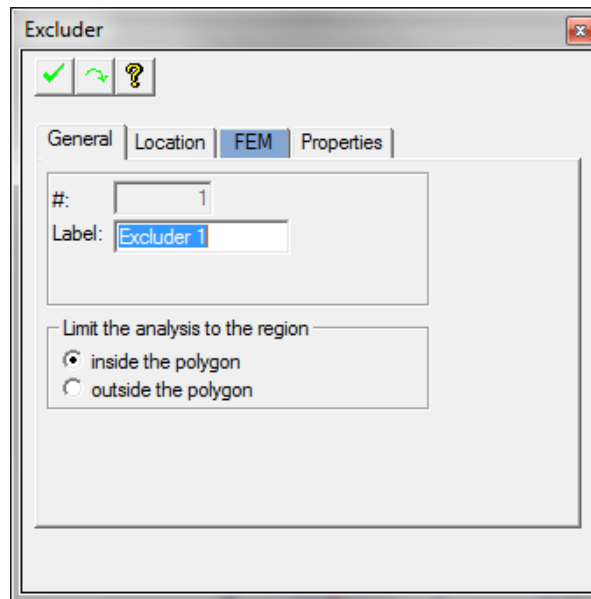 Excluder
General Location FEM Properties
#: 1
Label: Excluder 1
Limit the analysis to the region
inside the polygon
outside the polygon